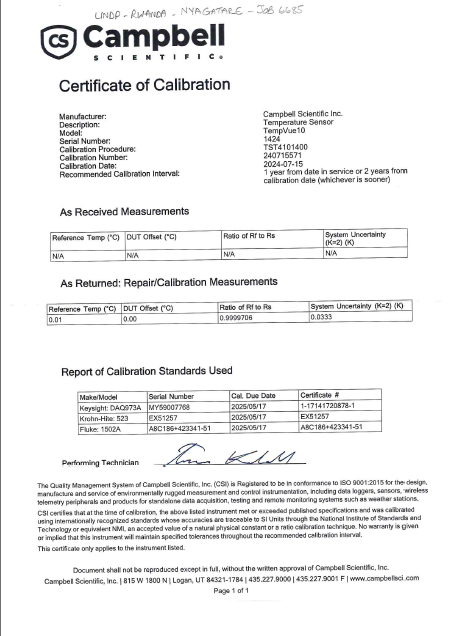 LINDP - RWANDA - NYAGATARE - JOB 6685
CS Campbell
SCIENTIFIC®
Certificate of Calibration
Manufacturer: Campbell Scientific Inc.
Description: Temperature Sensor
Model: TempVue10
Serial Number: 1424
Calibration Procedure: TST4101400
Calibration Number: 240715571
Calibration Date: 2024-07-15
Recommended Calibration Interval: 1 year from date in service or 2 years from
calibration date (whichever is sooner)
As Received Measurements
Reference Temp (°C) DUT Offset (°C) Ratio of Rf to Rs System Uncertainty (K=2) (K)
N/A N/A N/A N/A
As Returned: Repair/Calibration Measurements
Reference Temp (°C) DUT Offset (°C) Ratio of Rf to Rs System Uncertainty (K=2) (K)
0.01 0.00 0.9999706 0.0333
Report of Calibration Standards Used
Make/Model Serial Number Cal. Due Date Certificate #
Keysight: DAQ973A MY59007768 2025/05/17 1-17141720878-1
Krohn-Hite: 523 EX51257 2025/05/17 EX51257
Fluke: 1502A A8C186+423341-51 2025/05/17 A8C186+423341-51
Performing Technician
The Quality Management System of Campbell Scientific, Inc. (CSI) is Registered to be in conformance to ISO 9001:2015 for the design,
manufacture and service of environmentally rugged measurement and control instrumentation, including data loggers, sensors, wireless
telemetry peripherals and products for standalone data acquisition, testing and remote monitoring systems such as weather stations.
CSI certifies that at the time of calibration, the above listed instrument met or exceeded published specifications and was calibrated
using internationally recognized standards whose accuracies are traceable to SI Units through the National Institute of Standards and
Technology or equivalent NMI, an accepted value of a natural physical constant or a ratio calibration technique. No warranty is given
or implied that this instrument will maintain specified tolerances throughout the recommended calibration interval.
This certificate only applies to the instrument listed.
Document shall not be reproduced except in full, without the written approval of Campbell Scientific, Inc.
Campbell Scientific, Inc. | 815 W 1800 N | Logan, UT 84321-1784 | 435.227.9000 | 435.227.9001 F | www.campbellsci.com
Page 1 of 1